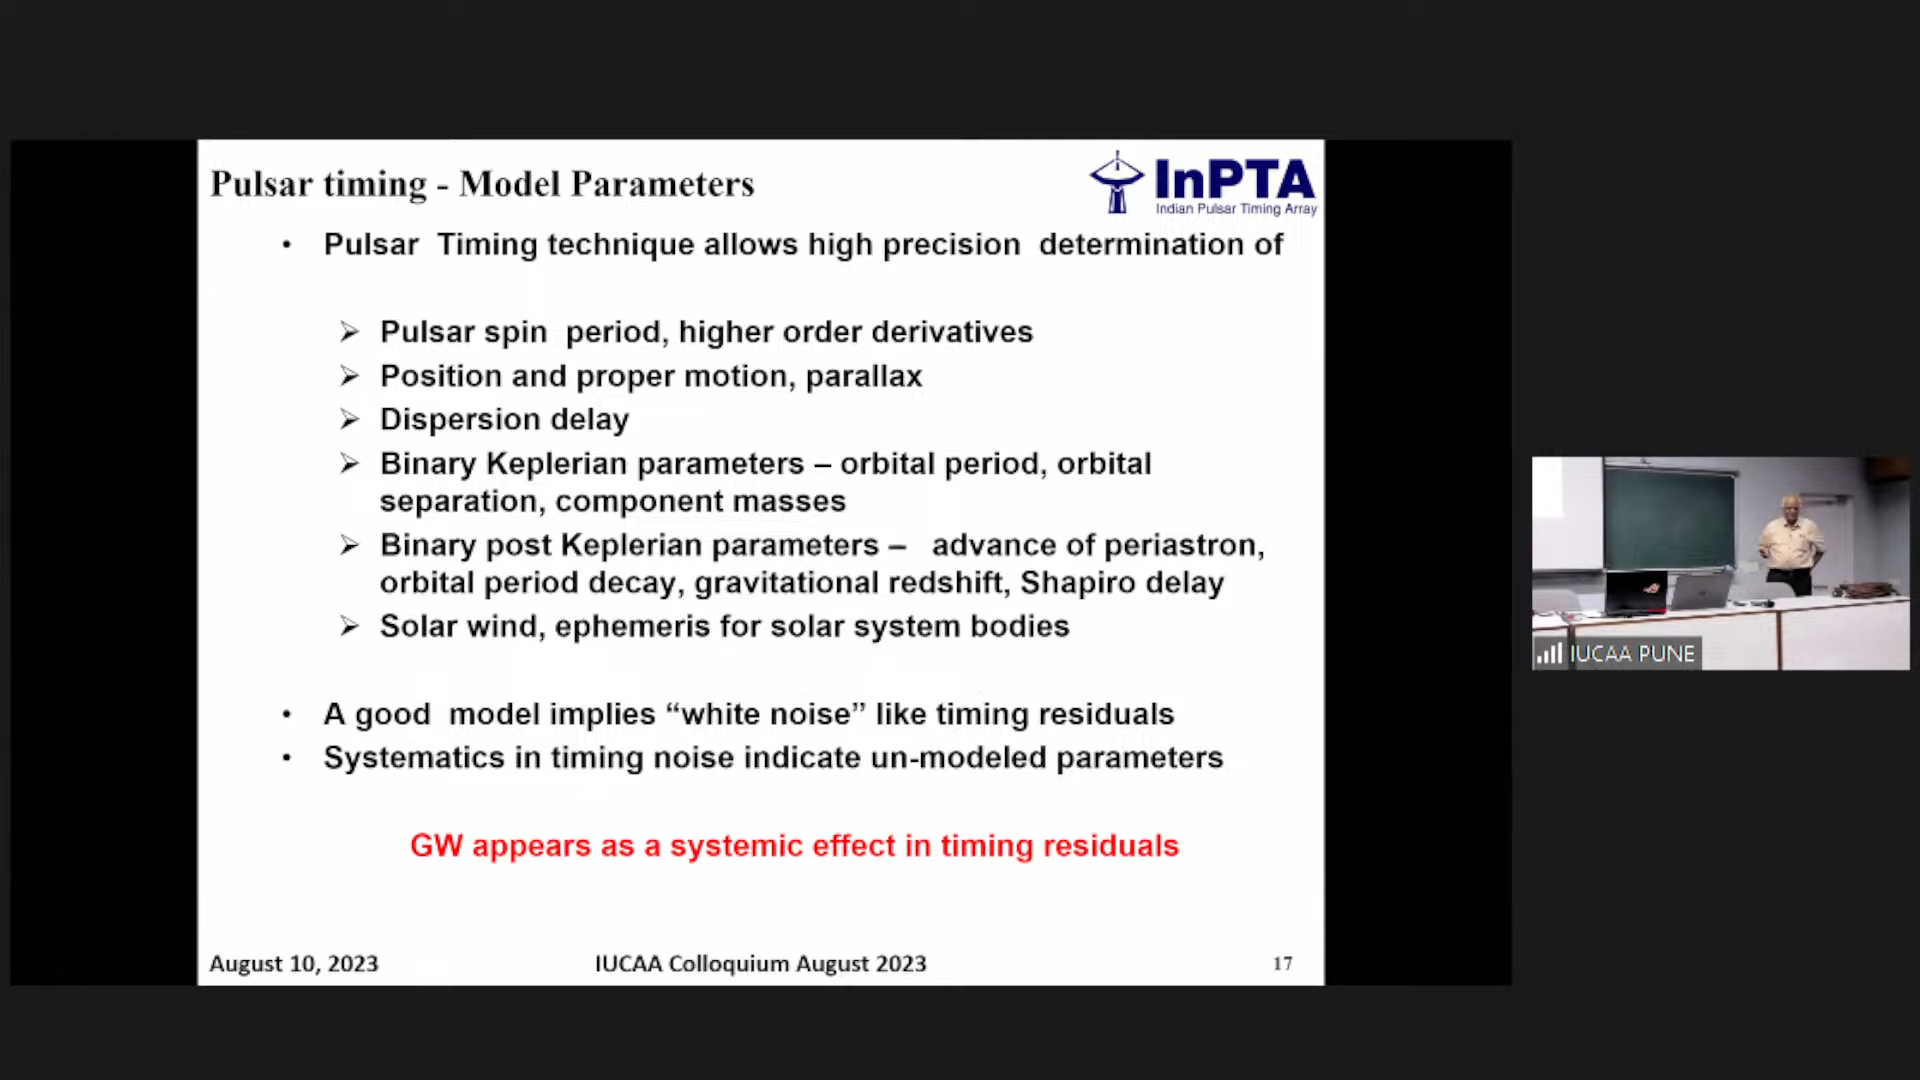 Pulsar timing - Model Parameters
InPTA
Indian Pulsar Timing Array
• Pulsar Timing technique allows high precision determination of
➢ Pulsar spin period, higher order derivatives
➢ Position and proper motion, parallax
➢ Dispersion delay
➢ Binary Keplerian parameters – orbital period, orbital
separation, component masses
➢ Binary post Keplerian parameters – advance of periastron,
orbital period decay, gravitational redshift, Shapiro delay
➢ Solar wind, ephemeris for solar system bodies
• A good model implies “white noise” like timing residuals
• Systematics in timing noise indicate un-modeled parameters
GW appears as a systemic effect in timing residuals
August 10, 2023
IUCAA Colloquium August 2023
17
IUCAA PUNE